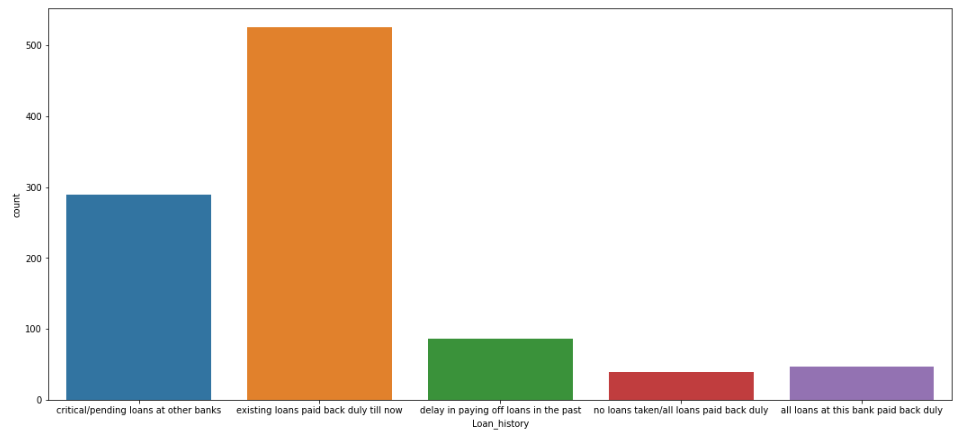 500
400
300
200
100
0
count
critical/pending loans at other banks
existing loans paid back duly till now
delay in paying off loans in the past
no loans taken/all loans paid back duly
all loans at this bank paid back duly
Loan_history